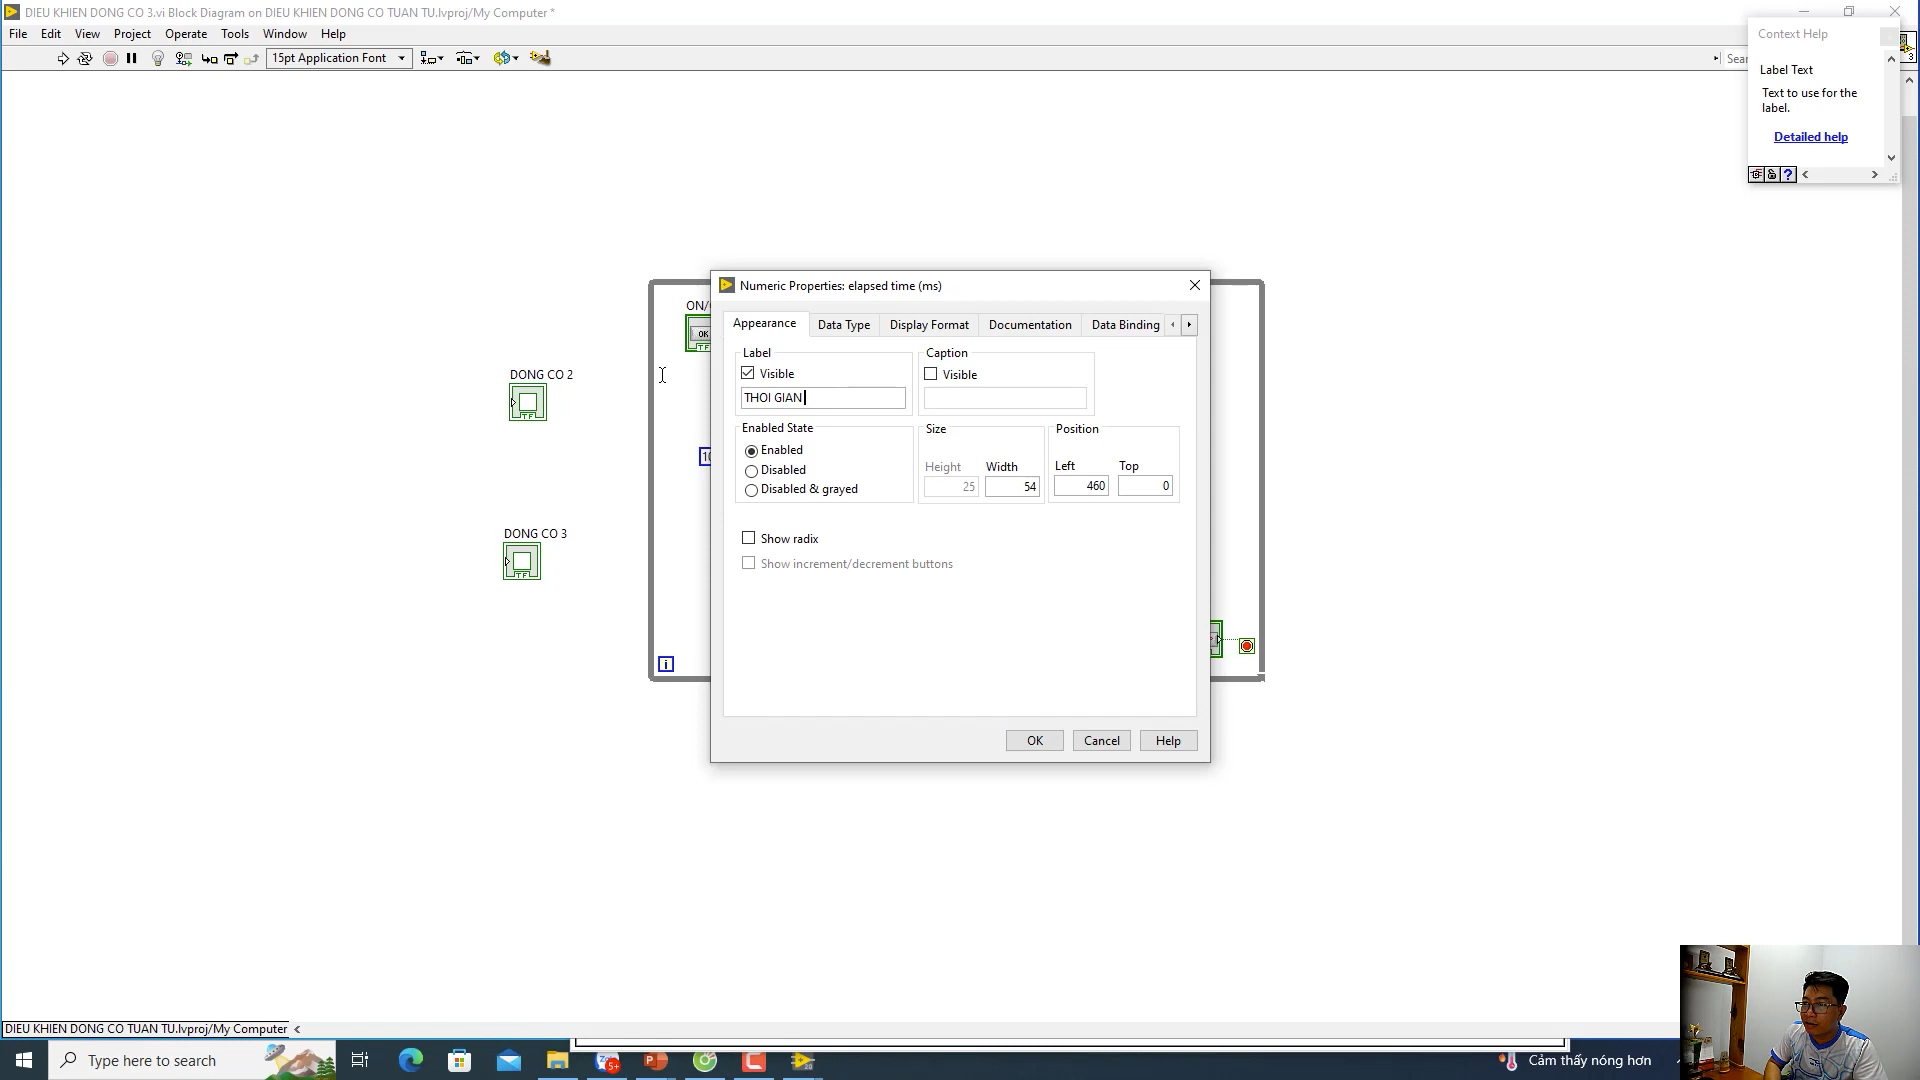 DIEU KHIEN DONG CO 3.vi Block Diagram on DIEU KHIEN DONG CO TUAN TU.lvproj/My Computer *
File Edit View Project Operate Tools Window Help
15pt Application Font
Context Help
Label Text
Text to use for the
label.
Detailed help
Numeric Properties: elapsed time (ms)
Appearance Data Type Display Format Documentation Data Binding
Label
Visible
THOI GIAN
Caption
Visible
Enabled State
Enabled
Disabled
Disabled & grayed
Size
Height Width
25 54
Position
Left Top
460 0
Show radix
Show increment/decrement buttons
OK Cancel Help
DONG CO 2
TF
DONG CO 3
TF
OK
TF
i
DIEU KHIEN DONG CO TUAN TU.lvproj/My Computer
Type here to search
Cảm thấy nóng hơn